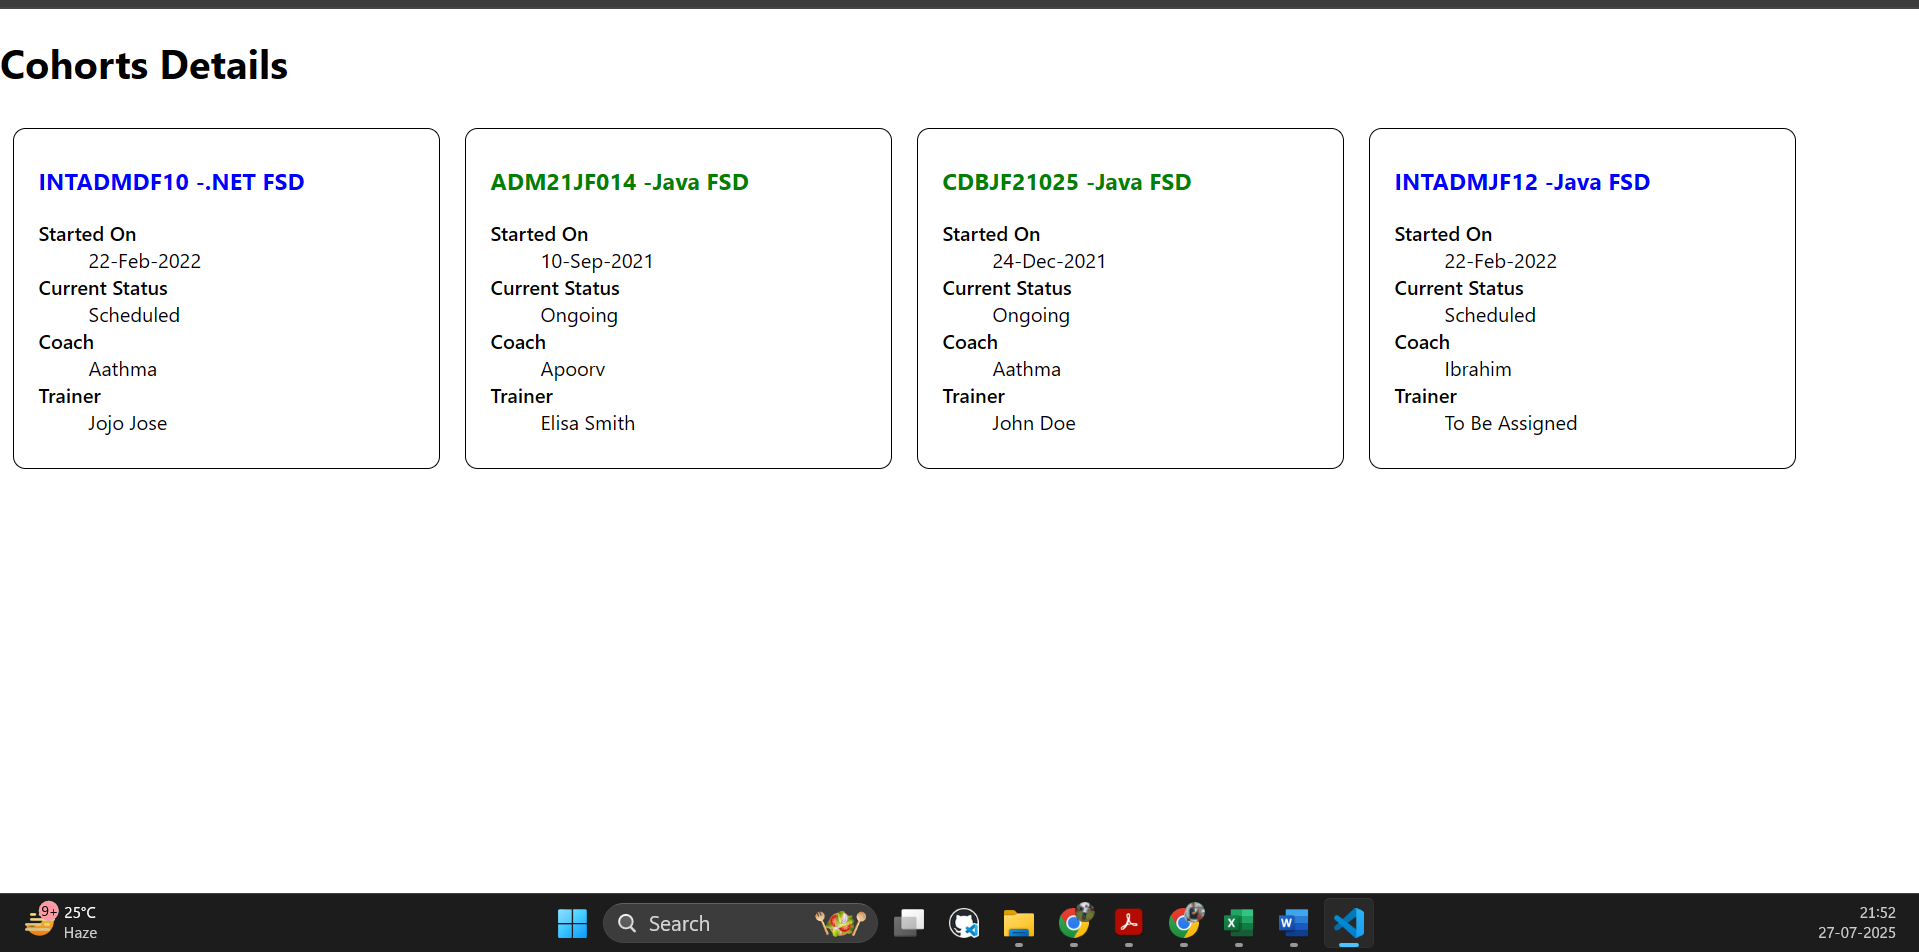 Cohorts Details
INTADMDF10 -.NET FSD
Started On
22-Feb-2022
Current Status
Scheduled
Coach
Aathma
Trainer
Jojo Jose
ADM21JF014 -Java FSD
Started On
10-Sep-2021
Current Status
Ongoing
Coach
Apoorv
Trainer
Elisa Smith
CDBJF21025 -Java FSD
Started On
24-Dec-2021
Current Status
Ongoing
Coach
Aathma
Trainer
John Doe
INTADMJF12 -Java FSD
Started On
22-Feb-2022
Current Status
Scheduled
Coach
Ibrahim
Trainer
To Be Assigned
9+
25°C
Haze
Search
X
W
21:52
27-07-2025